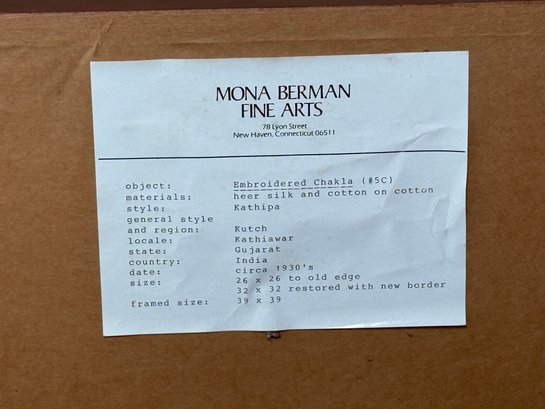 MONA BERMAN
FINE ARTS
78 Lyon Street
New Haven, Connecticut 06511
object: Embroidered Chakla (#5C)
materials: heer silk and cotton on cotton
style: Kathipa
general style
and region: Kutch
locale: Kathiawar
state: Gujarat
country: India
date: circa 1930's
size: 26 x 26 to old edge
32 x 32 restored with new border
framed size: 39 x 39